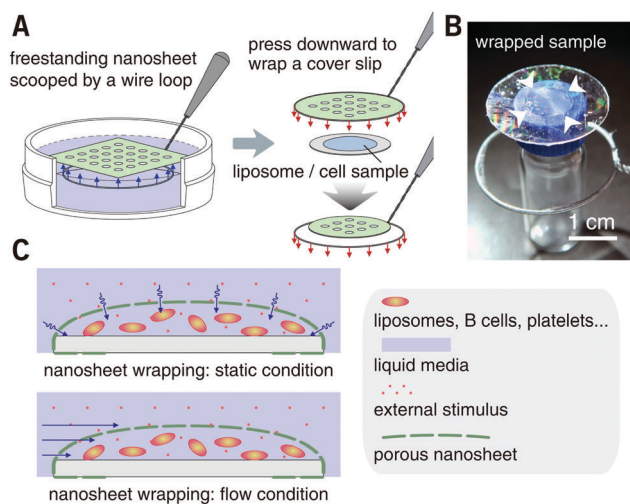 A
freestanding nanosheet
scooped by a wire loop
press downward to
wrap a cover slip
liposome / cell sample
B
wrapped sample
1 cm
C
nanosheet wrapping: static condition
nanosheet wrapping: flow condition
liposomes, B cells, platelets...
liquid media
external stimulus
porous nanosheet